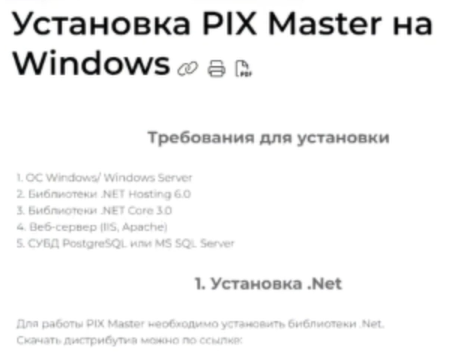 Установка PIX Master на
Windows
PDF
Требования для установки
1. ОС Windows/ Windows Server
2. Библиотеки .NET Hosting 6.0
3. Библиотеки .NET Core 3.0
4. Веб-сервер (IIS, Apache)
5. СУБД PostgreSQL или MS SQL Server
1. Установка .Net
Для работы PIX Master необходимо установить библиотеки .Net.
Скачать дистрибутив можно по ссылке: